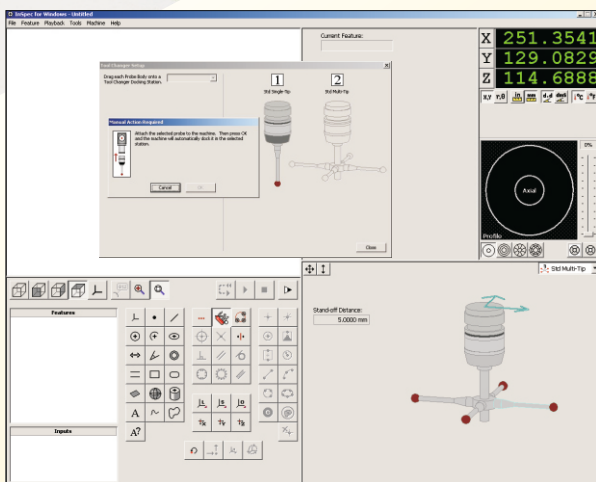 InSpec for Windows - Untitled
File Feature Playback Tools Machine Help
Current Feature:
X 251.3541
Y 129.0829
Z 114.6888
Tool Changer Setup
Drag each Probe Body onto a
Tool Changer Docking Station.
1
2
Std Single-Tip
Std Multi-Tip
Manual Action Required
Attach the selected probe to the machine. Then press OK
and the machine will automatically dock it in the selected
station.
Cancel
OK
Close
X,Y
r,θ
in
mm
d.d
dms
°C
°F
0%
Axial
Profile
Std Multi-Tip
Stand-off Distance:
5.0000 mm
Features
Inputs
A
A?